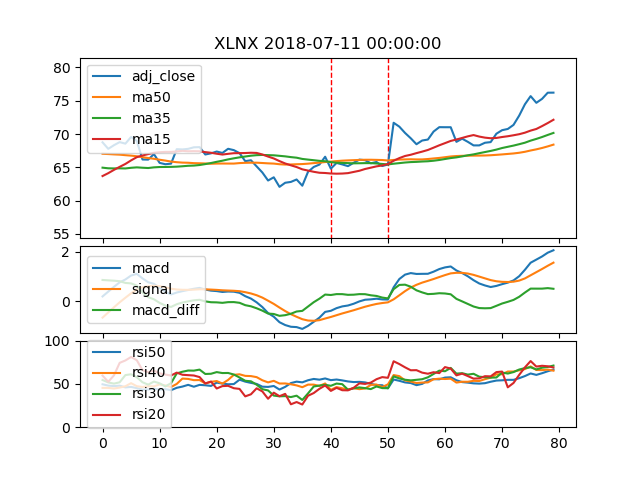 XLNX 2018-07-11 00:00:00
80
75
70
65
60
55
adj_close
ma50
ma35
ma15
2
0
macd
signal
macd_diff
100
50
0
rsi50
rsi40
rsi30
rsi20
0 10 20 30 40 50 60 70 80